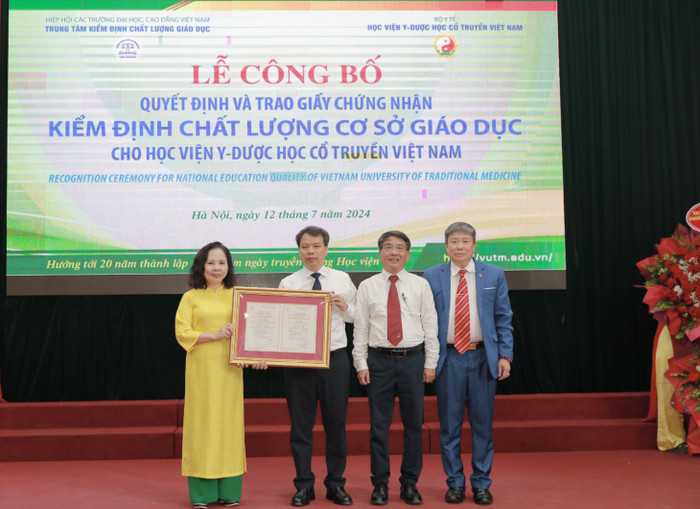 HIỆP HỘI CÁC TRƯỜNG ĐẠI HỌC, CAO ĐẲNG VIỆT NAM
TRUNG TÂM KIỂM ĐỊNH CHẤT LƯỢNG GIÁO DỤC
BỘ Y TẾ
HỌC VIỆN Y-DƯỢC HỌC CỔ TRUYỀN VIỆT NAM
LỄ CÔNG BỐ
QUYẾT ĐỊNH VÀ TRAO GIẤY CHỨNG NHẬN
KIỂM ĐỊNH CHẤT LƯỢNG CƠ SỞ GIÁO DỤC
CHO HỌC VIỆN Y-DƯỢC HỌC CỔ TRUYỀN VIỆT NAM
RECOGNITION CEREMONY FOR NATIONAL EDUCATION QUALITY OF VIETNAM UNIVERSITY OF TRADITIONAL MEDICINE
Hà Nội, ngày 12 tháng 7 năm 2024
Hướng tới 20 năm thành lập ngày truyền Học viện
vutm.edu.vn/